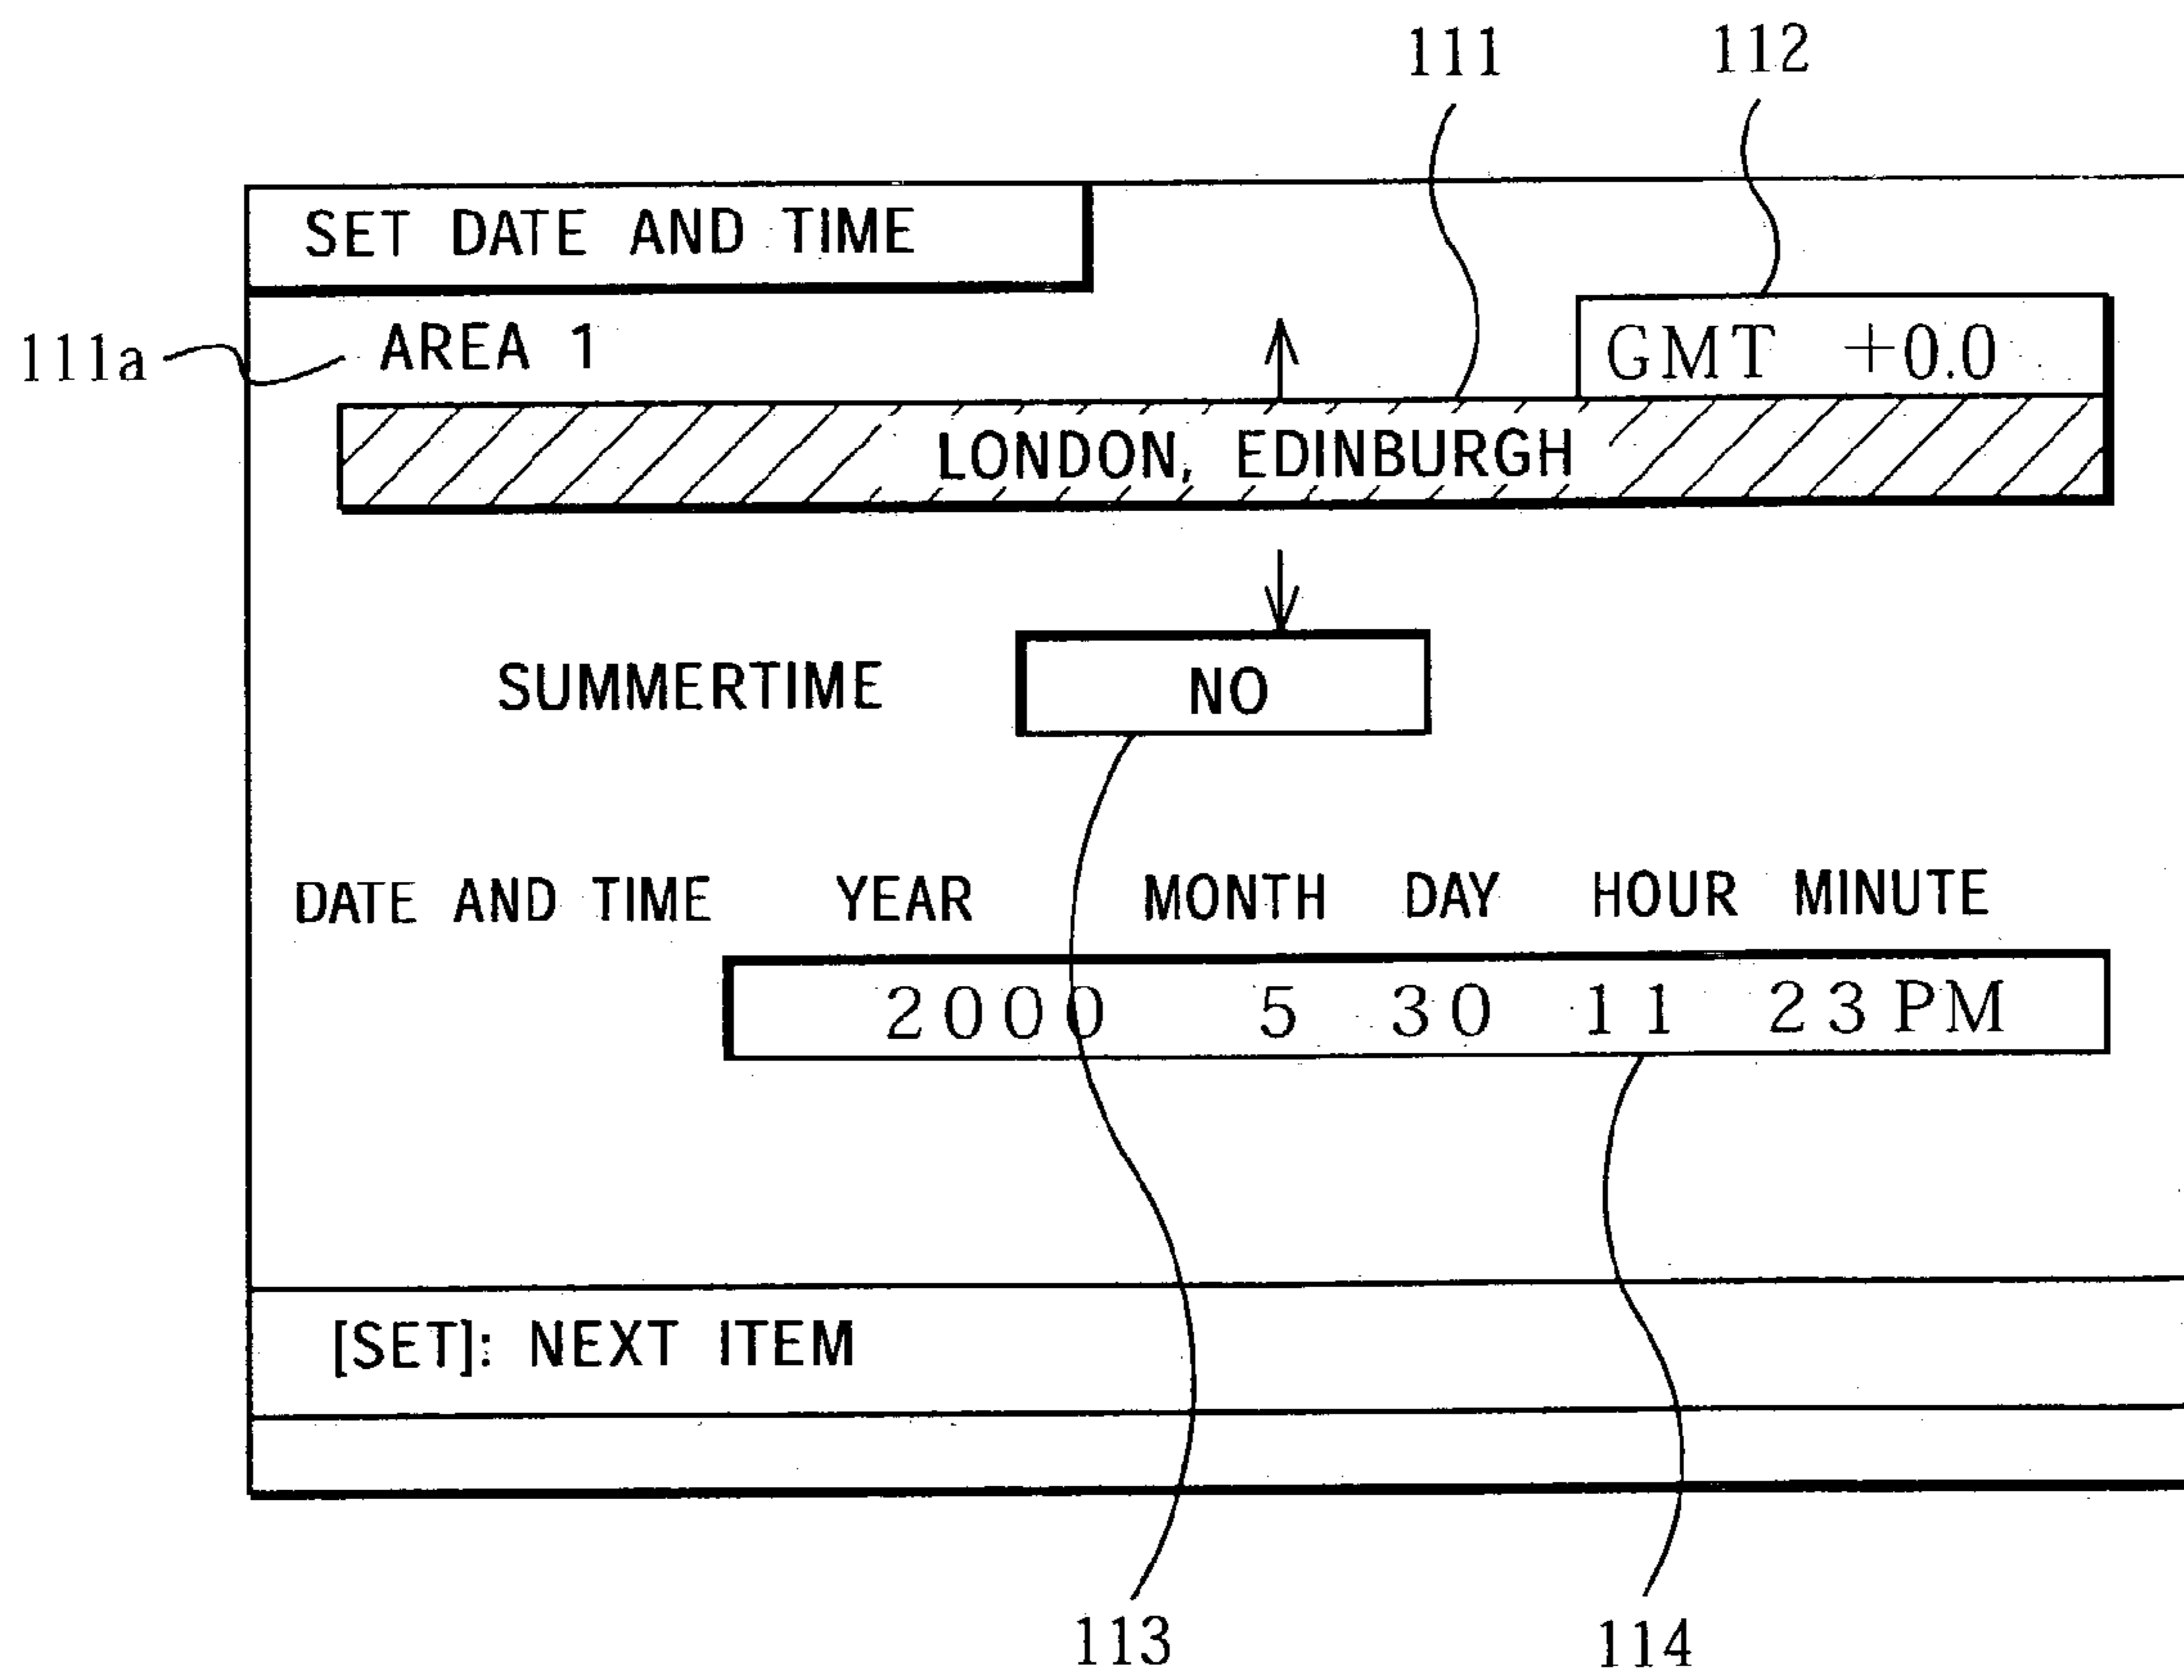 111 112
SET DATE AND TIME
111a AREA 1 GMT +0.0
LONDON, EDINBURGH
SUMMERTIME NO
DATE AND TIME YEAR MONTH DAY HOUR MINUTE
2000 5 30 11 23 PM
[SET]: NEXT ITEM
113 114